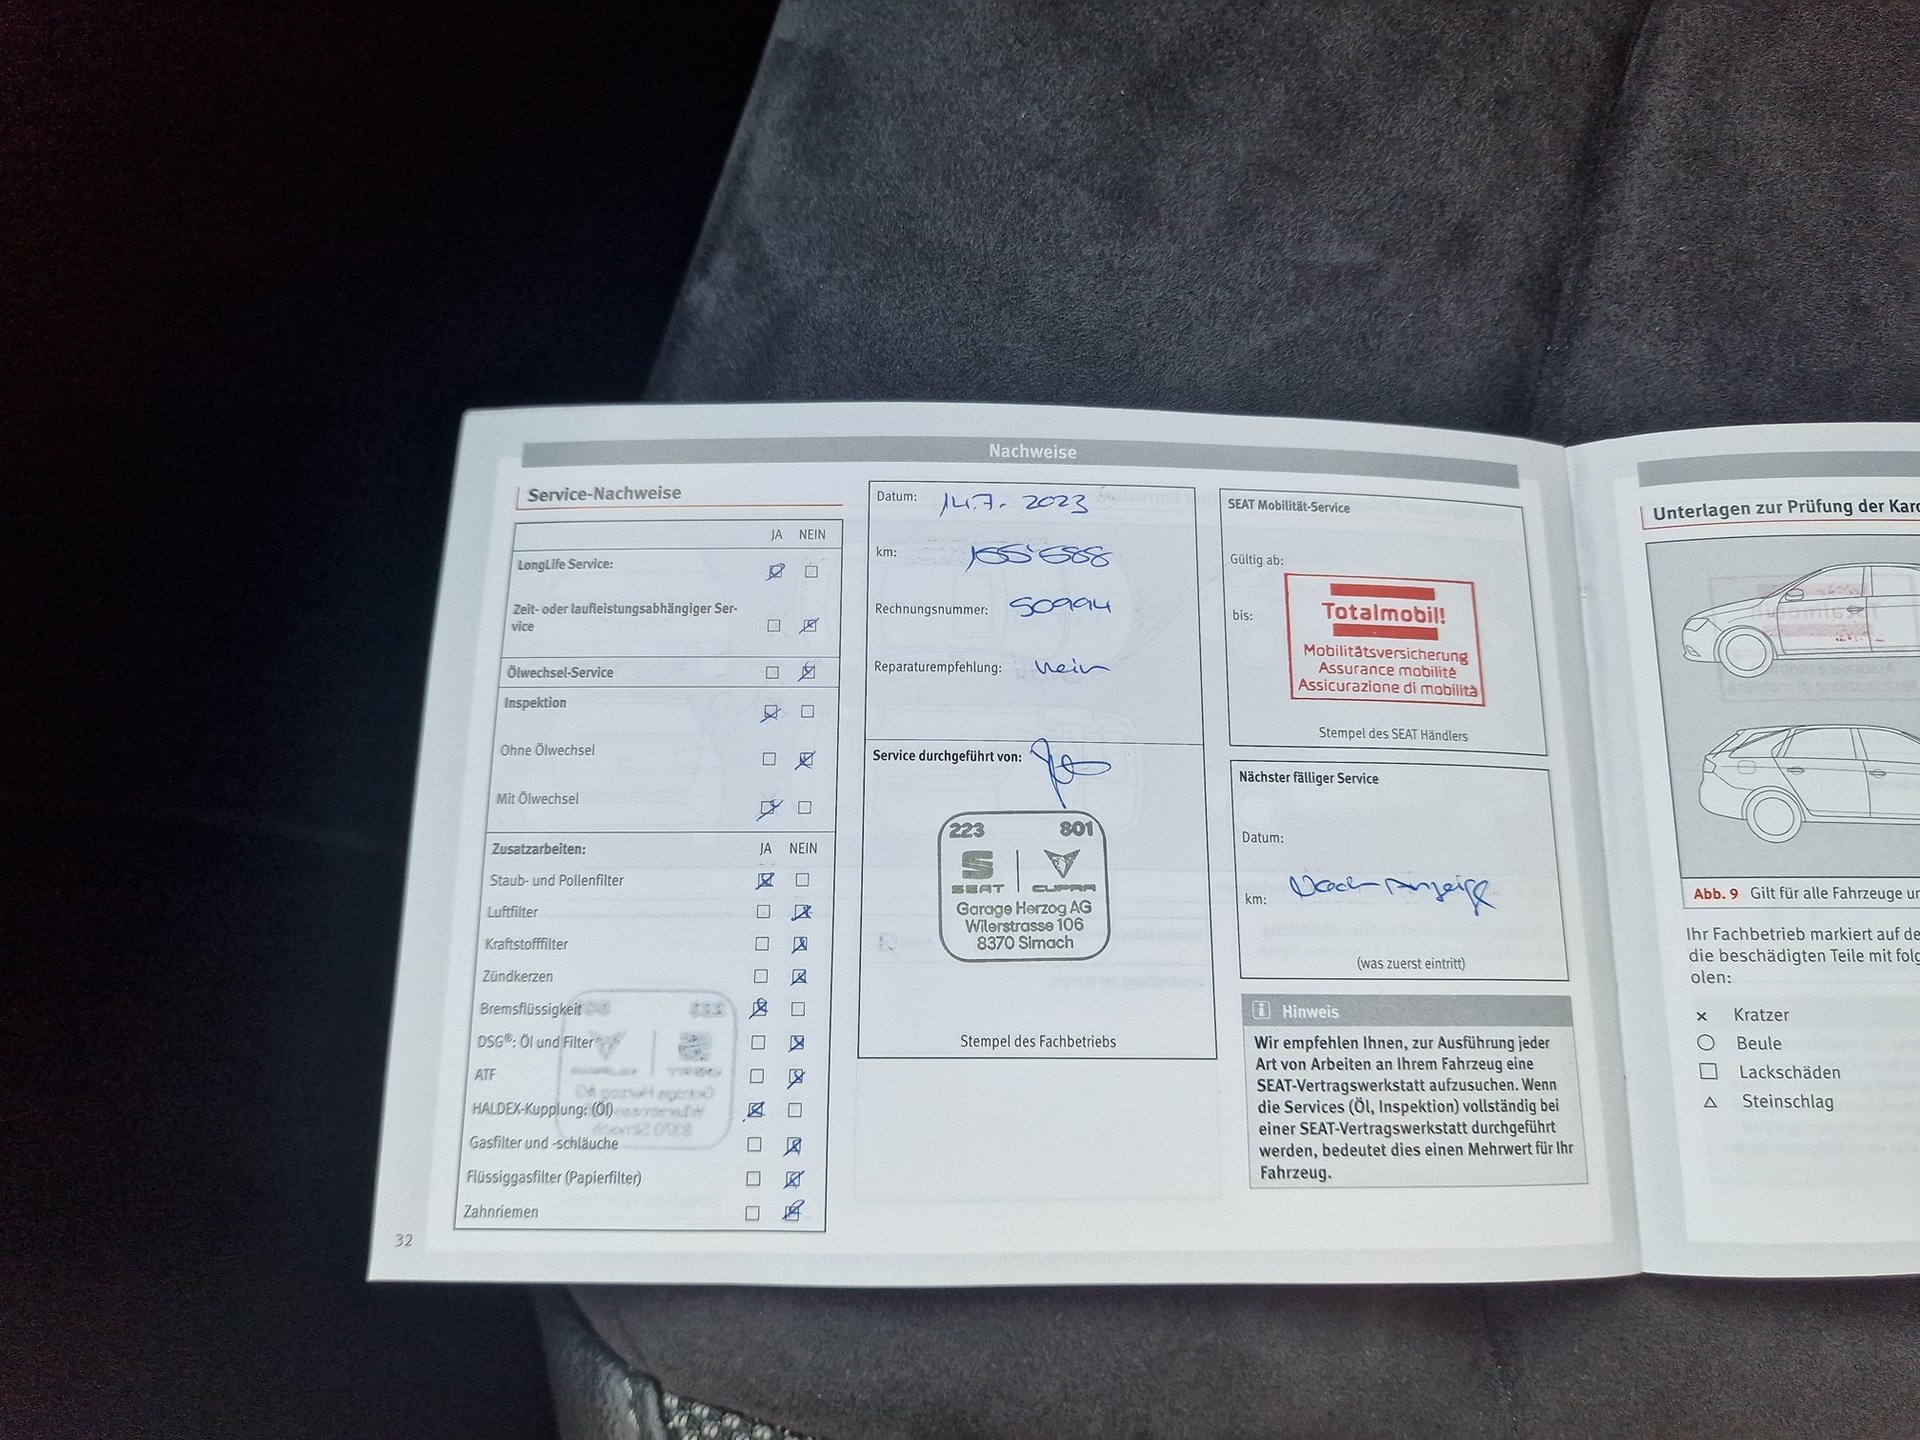 Nachweise
Service-Nachweise
JA NEIN
LongLife Service:
Zeit- oder laufleistungsabhängiger Ser-
vice
Ölwechsel-Service
Inspektion
Ohne Ölwechsel
Mit Ölwechsel
Zusatzarbeiten: JA NEIN
Staub- und Pollenfilter
Luftfilter
Kraftstofffilter
Zündkerzen
Bremsflüssigkeit
DSG®: Öl und Filter
ATF
HALDEX-Kupplung: (Öl)
Gasfilter und -schläuche
Flüssiggasfilter (Papierfilter)
Zahnriemen
32
Datum: 14.7. 2023
km: 155'688
Rechnungsnummer: 50994
Reparaturempfehlung: Nein
Service durchgeführt von:
223 801
SEAT CUPRA
Garage Herzog AG
Wilerstrasse 106
8370 Sirnach
Stempel des Fachbetriebs
SEAT Mobilität-Service
Gültig ab:
bis:
Totalmobil!
Mobilitätsversicherung
Assurance mobilité
Assicurazione di mobilità
Stempel des SEAT Händlers
Nächster fälliger Service
Datum:
Nach Anzeige
km:
(was zuerst eintritt)
Hinweis
Wir empfehlen Ihnen, zur Ausführung jeder
Art von Arbeiten an Ihrem Fahrzeug eine
SEAT-Vertragswerkstatt aufzusuchen. Wenn
die Services (Öl, Inspektion) vollständig bei
einer SEAT-Vertragswerkstatt durchgeführt
werden, bedeutet dies einen Mehrwert für Ihr
Fahrzeug.
Unterlagen zur Prüfung der
Abb. 9 Gilt für alle Fahrzeuge
Ihr Fachbetrieb markiert auf
die beschädigten Teile mit
olen:
Kratzer
Beule
Lackschäden
Steinschlag